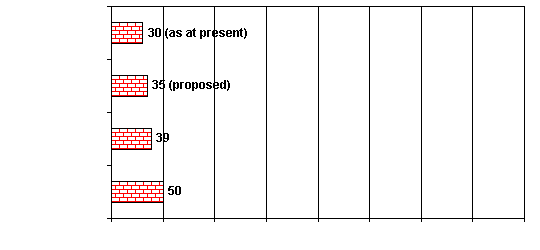 30 (as at present)
35 (proposed)
39
50